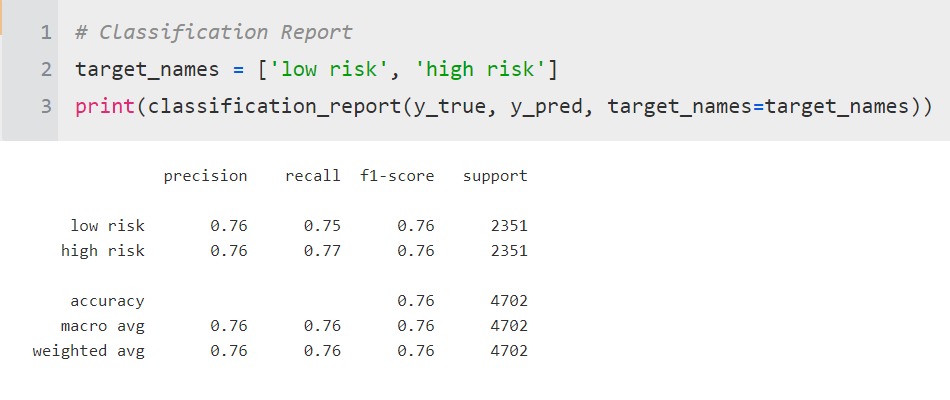 1 # Classification Report
2 target_names = ['low risk', 'high risk']
3 print(classification_report(y_true, y_pred, target_names=target_names))
precision recall f1-score support
low risk 0.76 0.75 0.76 2351
high risk 0.76 0.77 0.76 2351
accuracy 0.76 4702
macro avg 0.76 0.76 0.76 4702
weighted avg 0.76 0.76 0.76 4702